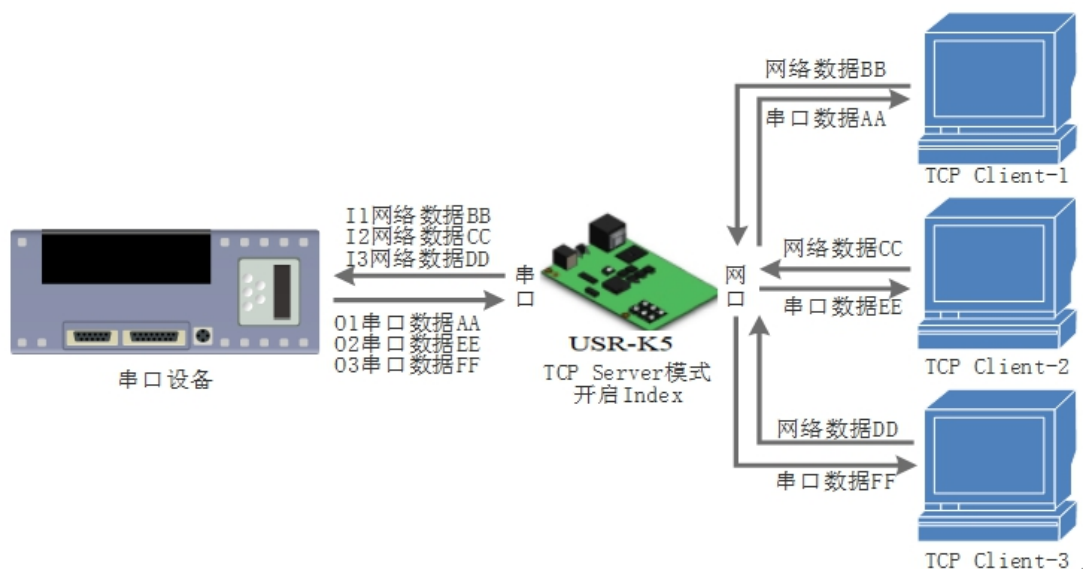 网络数据BB
串口数据AA
TCP Client-1
I1网络数据BB
I2网络数据CC
I3网络数据DD
串口
网口
网络数据CC
串口数据EE
O1串口数据AA
O2串口数据EE
O3串口数据FF
USR-K5
TCP Server模式
开启Index
串口设备
TCP Client-2
网络数据DD
串口数据FF
TCP Client-3